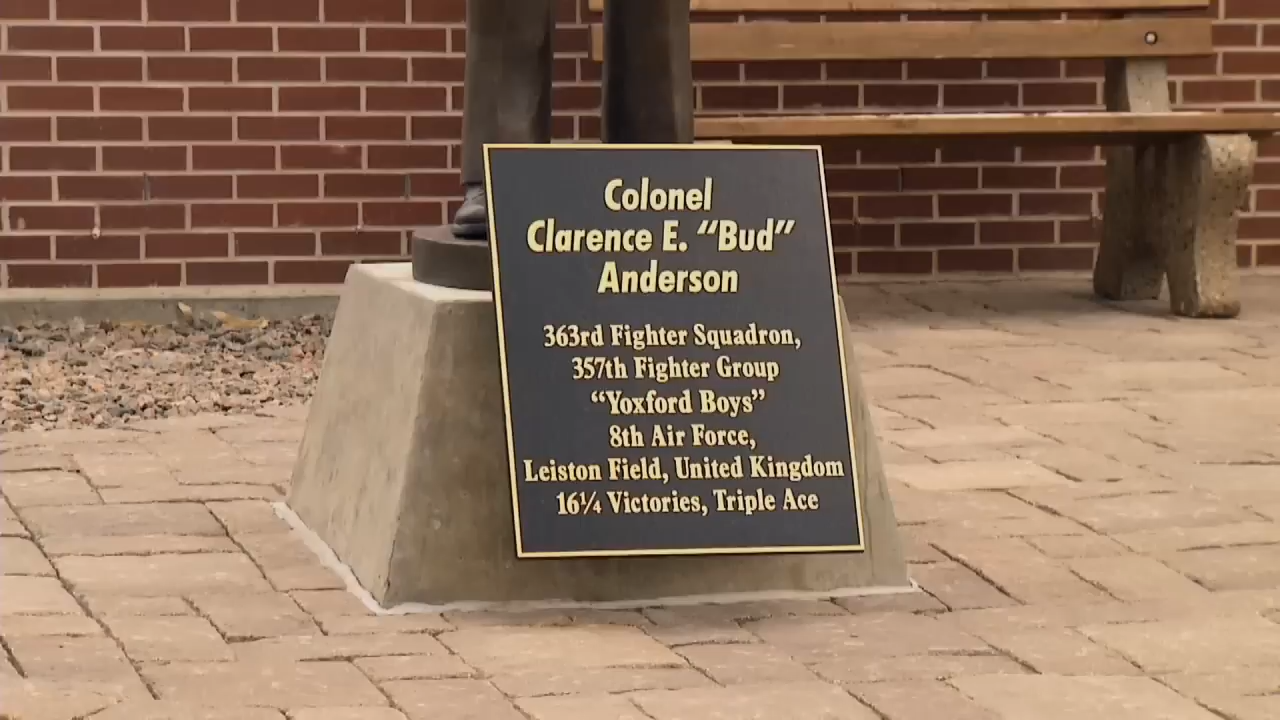 Colonel
Clarence E. “Bud”
Anderson
363rd Fighter Squadron,
357th Fighter Group
“Yoxford Boys”
8th Air Force,
Leiston Field, United Kingdom
16¼ Victories, Triple Ace